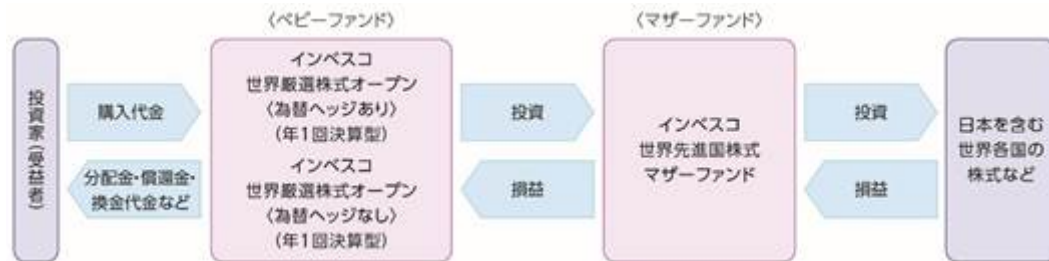 〈ベビーファンド〉
〈マザーファンド〉
投資家(受益者)
購入代金
分配金・償還金・
換金代金など
インベスコ
世界厳選株式オープン
〈為替ヘッジあり〉
(年1回決算型)
インベスコ
世界厳選株式オープン
〈為替ヘッジなし〉
(年1回決算型)
投資
損益
インベスコ
世界先進国株式
マザーファンド
投資
損益
日本を含む
世界各国の
株式など